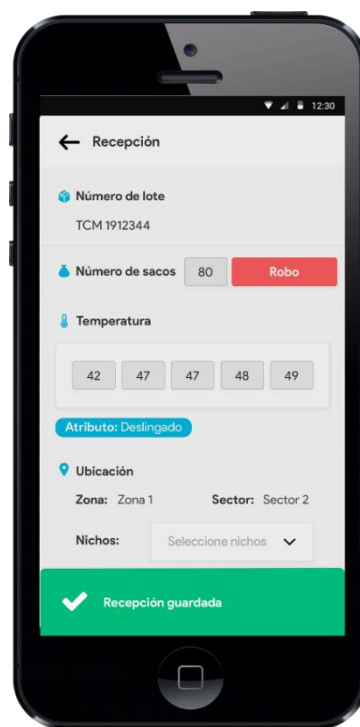 12:30
Recepción
Número de lote
TCM 1912344
Número de sacos 80 Robo
Temperatura
42 47 47 48 49
Atributo: Deslingado
Ubicación
Zona: Zona 1 Sector: Sector 2
Nichos: Seleccione nichos
Recepción guardada